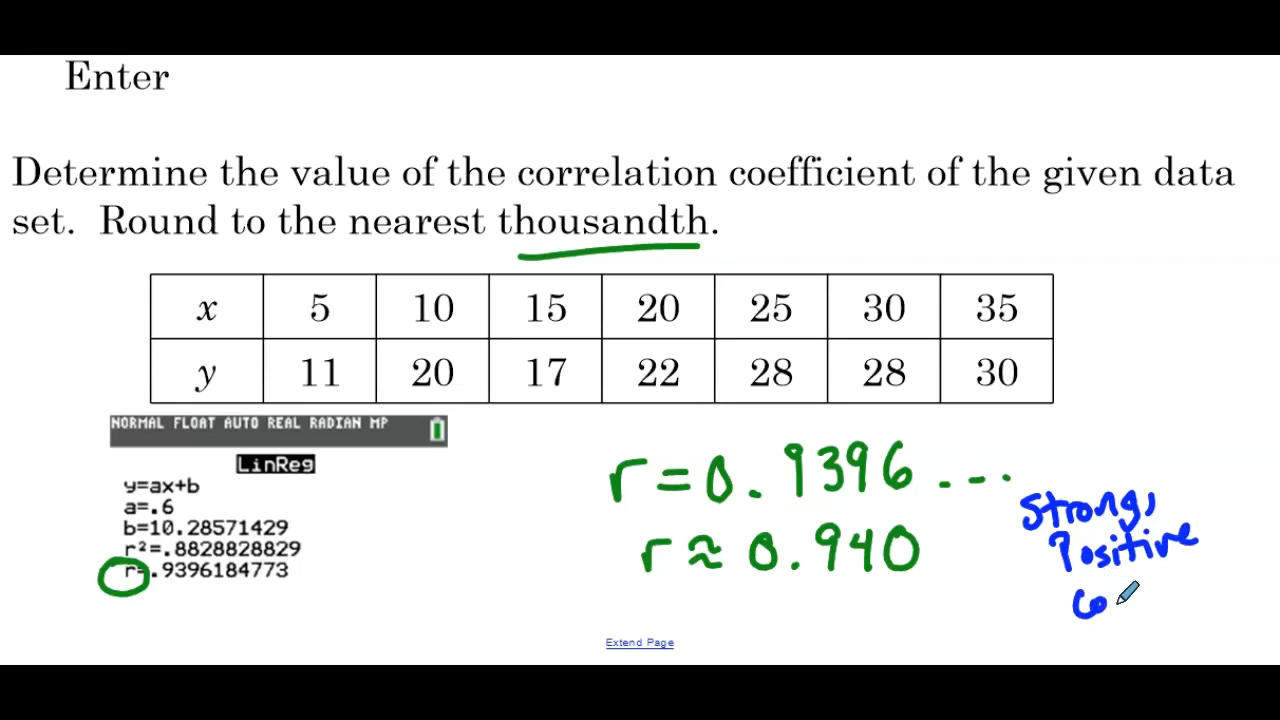 Enter
Determine the value of the correlation coefficient of the given data
set. Round to the nearest thousandth.
x 5 10 15 20 25 30 35
y 11 20 17 22 28 28 30
NORMAL FLOAT AUTO REAL RADIAN MP
LinReg
y=ax+b
a=.6
b=10.28571429
r²=.8828828829
r=.9396184773
r = 0.9396...
r ≈ 0.940
Strong,
Positive
co
Extend Page